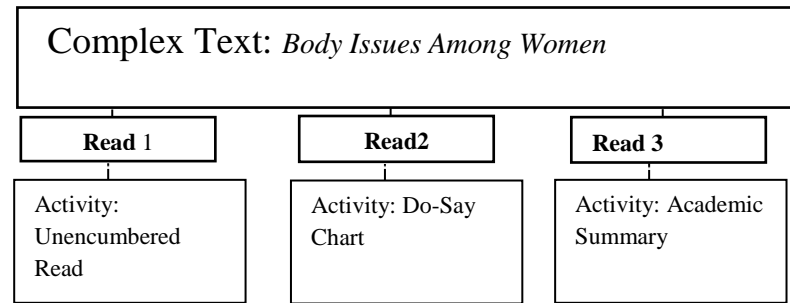 Complex Text: Body Issues Among Women
Read 1
Read2
Read 3
Activity:
Unencumbered
Read
Activity: Do-Say
Chart
Activity: Academic
Summary